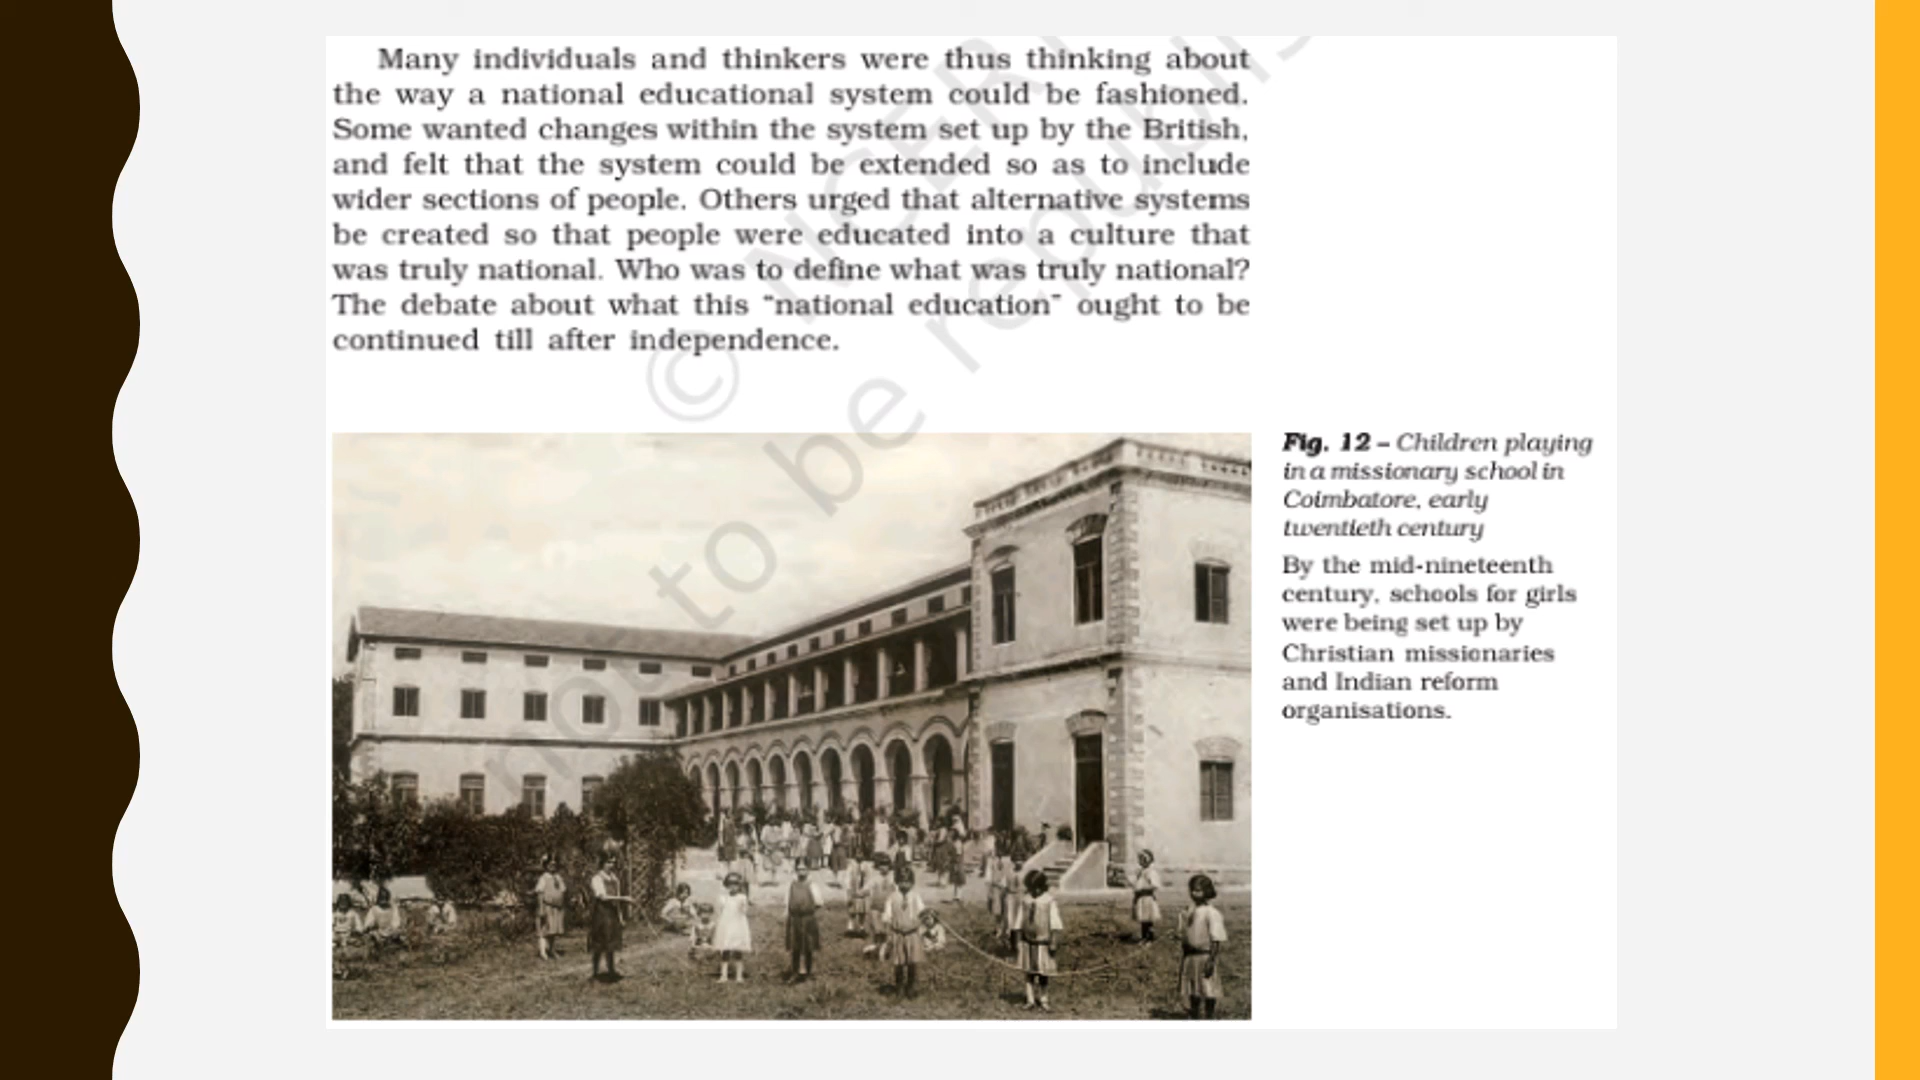 Many individuals and thinkers were thus thinking about
the way a national educational system could be fashioned.
Some wanted changes within the system set up by the British,
and felt that the system could be extended so as to include
wider sections of people. Others urged that alternative systems
be created so that people were educated into a culture that
was truly national. Who was to define what was truly national?
The debate about what this "national education" ought to be
continued till after independence.
© NCERT
not to be republis
Fig. 12 – Children playing
in a missionary school in
Coimbatore, early
twentieth century
By the mid-nineteenth
century, schools for girls
were being set up by
Christian missionaries
and Indian reform
organisations.